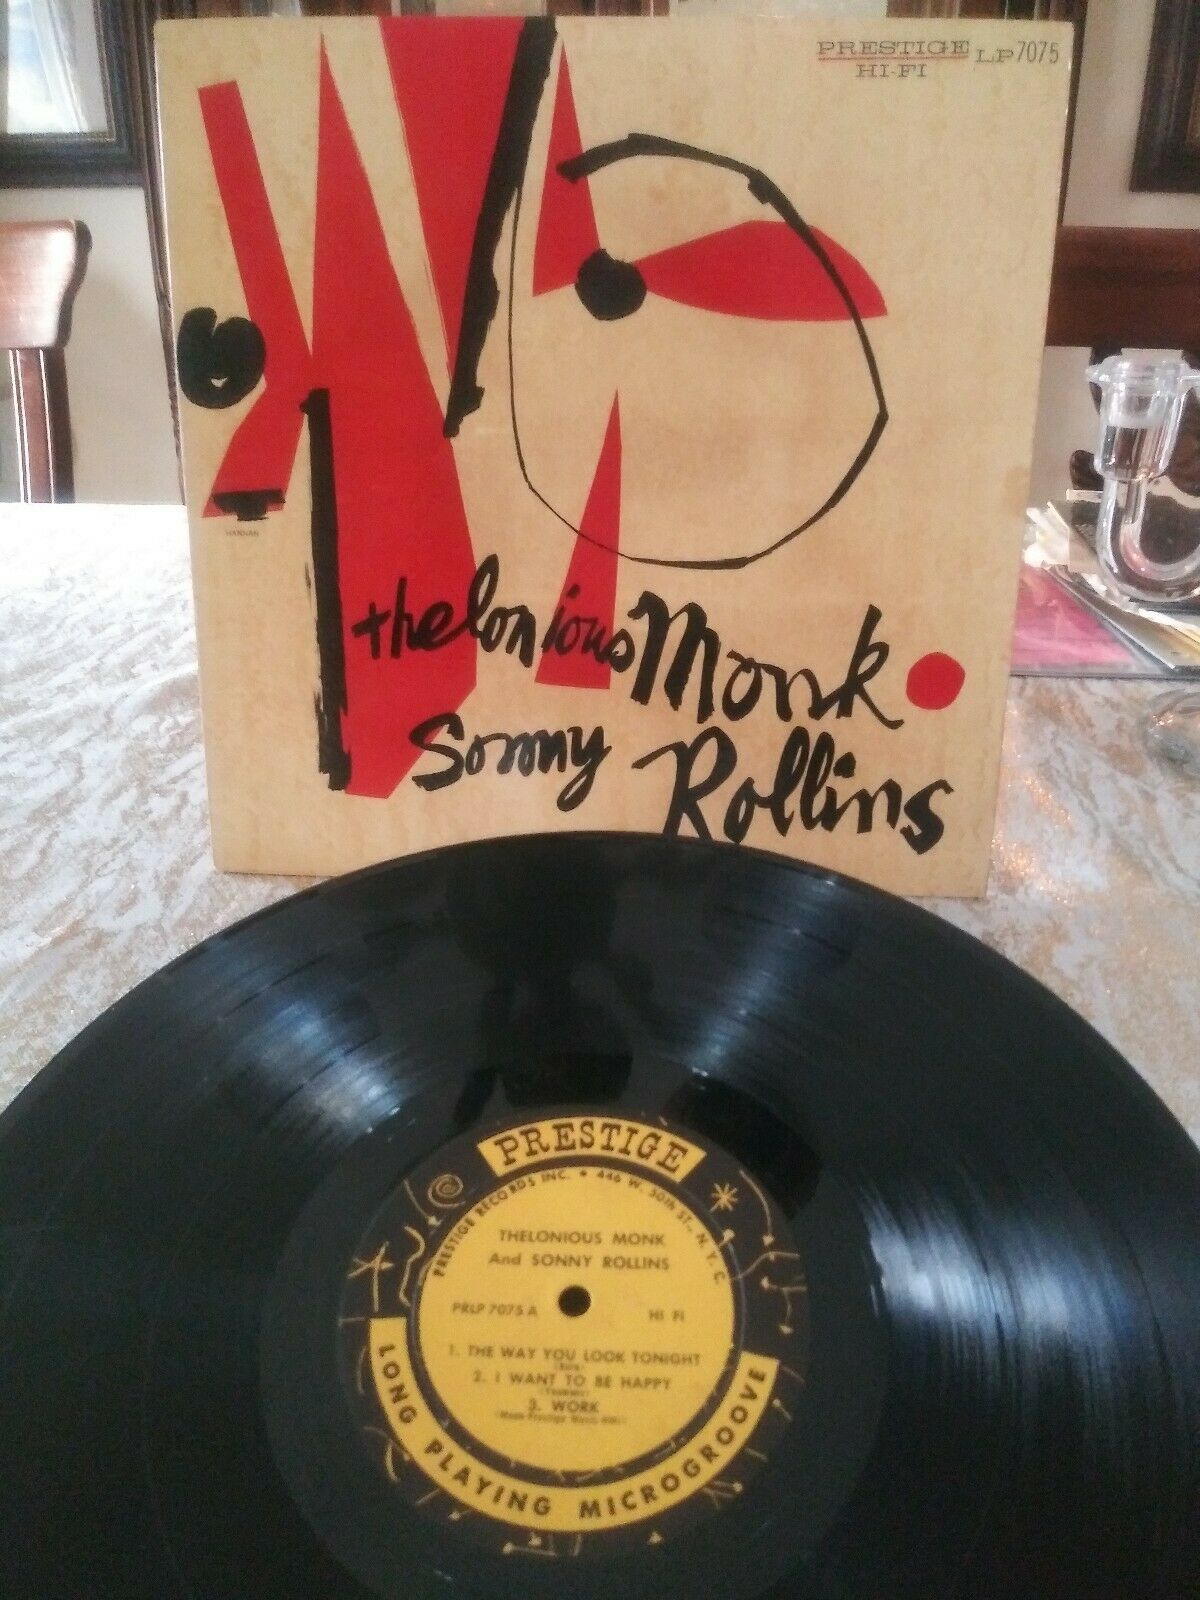 PRESTIGE LP 7075
HI-FI
HANNAN
thelonious Monk
Sonny Rollins
PRESTIGE
PRESTIGE RECORDS INC. • 446 W. 50th ST., N. Y. C.
THELONIOUS MONK
And SONNY ROLLINS
PRLP 7075 A HI FI
1. THE WAY YOU LOOK TONIGHT
2. I WANT TO BE HAPPY
3. WORK
LONG PLAYING MICROGROOVE